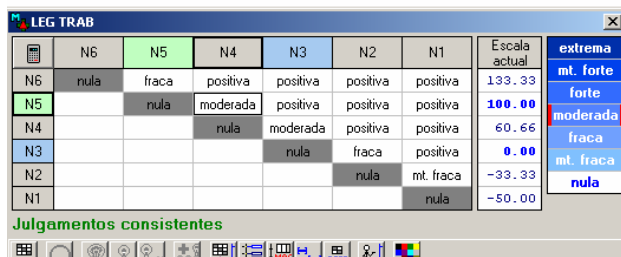 LEG TRAB
N6 N5 N4 N3 N2 N1 Escala actual
N6 nula fraca positiva positiva positiva positiva 133.33
N5 nula moderada positiva positiva positiva 100.00
N4 nula moderada positiva positiva 60.66
N3 nula fraca positiva 0.00
N2 nula mt. fraca -33.33
N1 nula -50.00
extrema
mt. forte
forte
moderada
fraca
mt. fraca
nula
Julgamentos consistentes